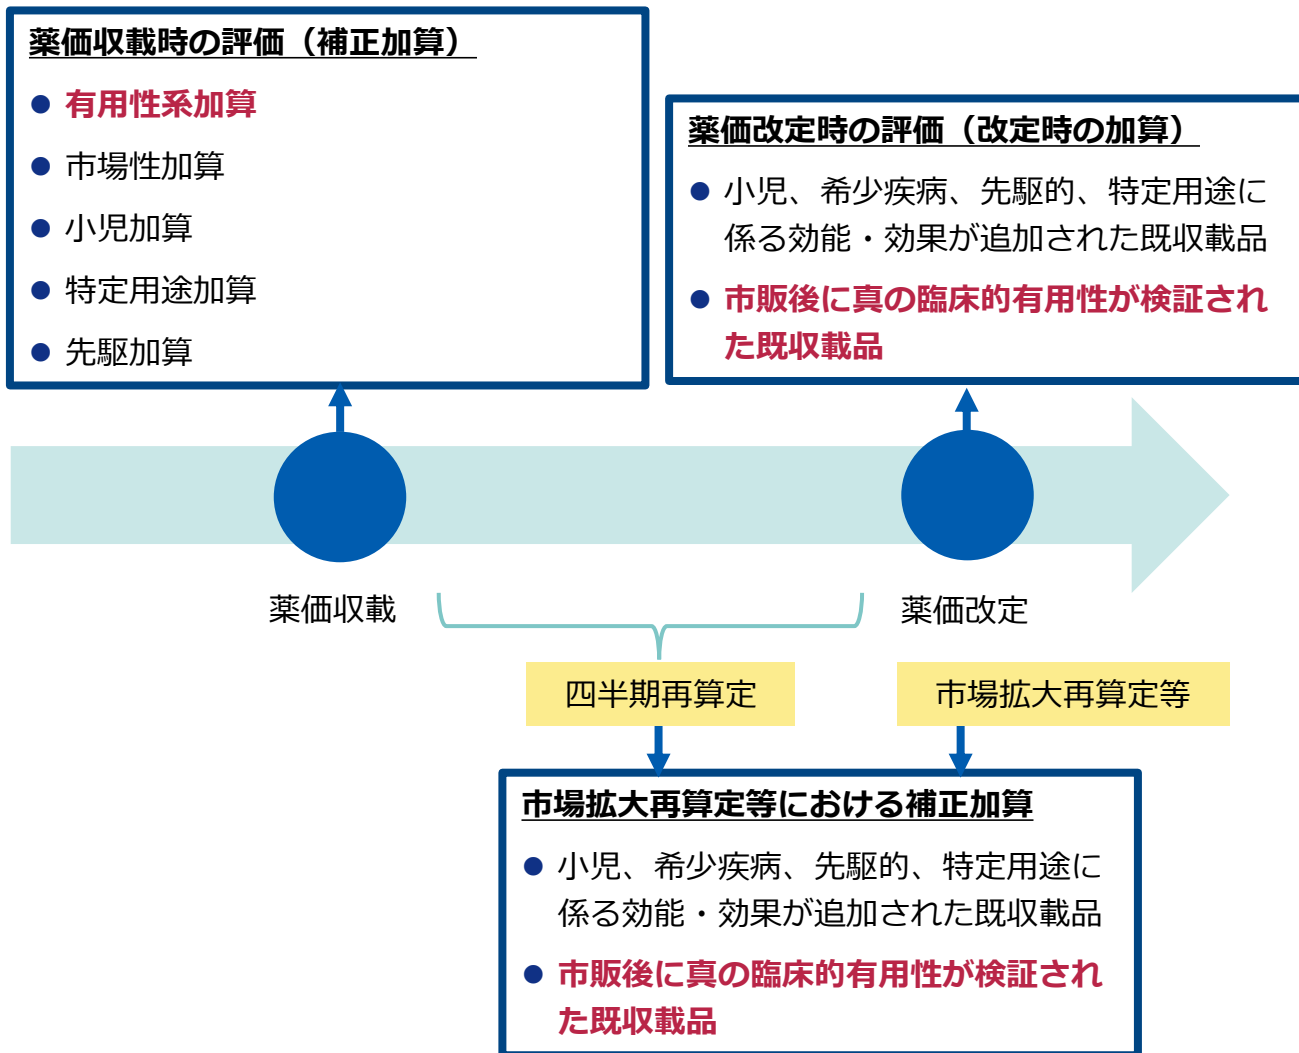 薬価収載時の評価（補正加算）
● 有用性系加算
● 市場性加算
● 小児加算
● 特定用途加算
● 先駆加算
薬価改定時の評価（改定時の加算）
● 小児、希少疾病、先駆的、特定用途に
係る効能・効果が追加された既収載品
● 市販後に真の臨床的有用性が検証され
た既収載品
薬価収載
薬価改定
四半期再算定
市場拡大再算定等
市場拡大再算定等における補正加算
● 小児、希少疾病、先駆的、特定用途に
係る効能・効果が追加された既収載品
● 市販後に真の臨床的有用性が検証され
た既収載品